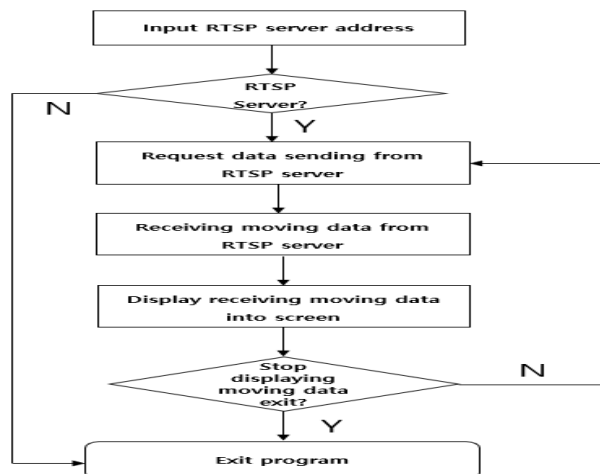 Input RTSP server address
RTSP
Server?
N
Y
Request data sending from
RTSP server
Receiving moving data from
RTSP server
Display receiving moving data
into screen
Stop
displaying
moving data
exit?
N
Y
Exit program